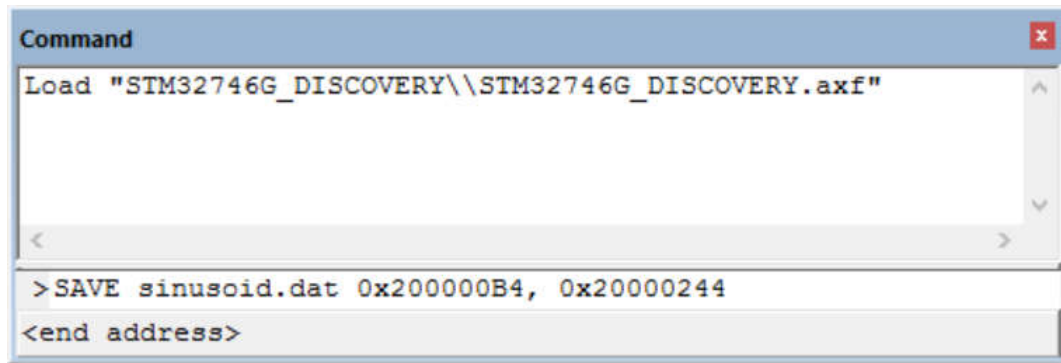 Command
Load "STM32746G_DISCOVERY\\STM32746G_DISCOVERY.axf"
>SAVE sinusoid.dat 0x200000B4, 0x20000244
<end address>